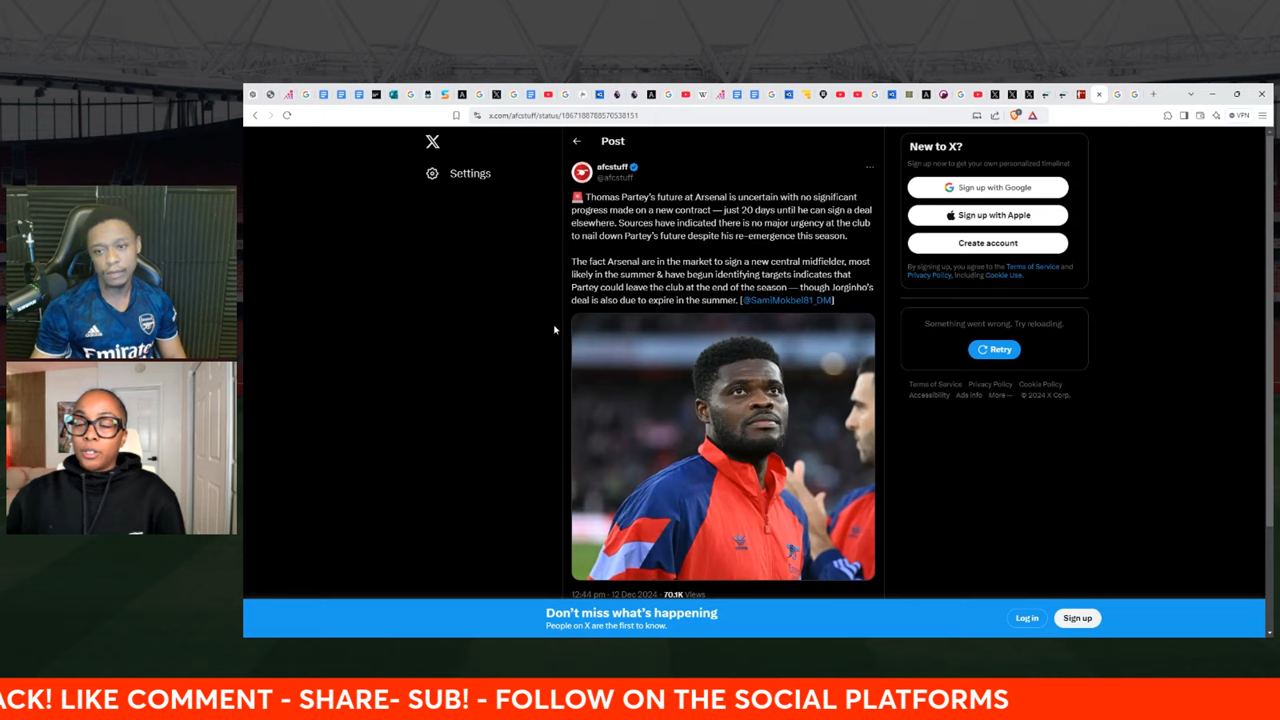 x.com/afcstuff/status/1867188788570538151
VPN
Settings
Post
afcstuff
@afcstuff
Thomas Partey's future at Arsenal is uncertain with no significant
progress made on a new contract — just 20 days until he can sign a deal
elsewhere. Sources have indicated there is no major urgency at the club
to nail down Partey's future despite his re-emergence this season.
The fact Arsenal are in the market to sign a new central midfielder, most
likely in the summer & have begun identifying targets indicates that
Partey could leave the club at the end of the season — though Jorginho's
deal is also due to expire in the summer. [@SamiMokbel81_DM]
12:44 pm · 12 Dec 2024 · 70.1K Views
New to X?
Sign up now to get your own personalized timeline!
Sign up with Google
Sign up with Apple
Create account
By signing up, you agree to the Terms of Service and
Privacy Policy, including Cookie Use.
Something went wrong. Try reloading.
Retry
Terms of Service Privacy Policy Cookie Policy
Accessibility Ads info More ··· © 2024 X Corp.
Don't miss what's happening
People on X are the first to know.
Log in
Sign up
Emirate
ACK! LIKE COMMENT - SHARE- SUB! - FOLLOW ON THE SOCIAL PLATFORMS